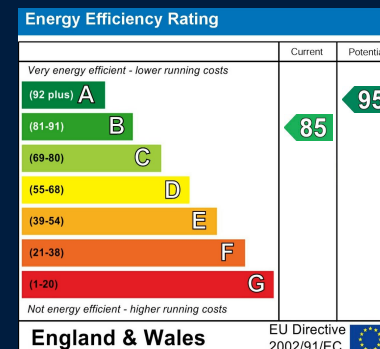 Energy Efficiency Rating
Current
Very energy efficient - lower running costs
(92 plus) A
95
(81-91) B
85
(69-80) C
(55-68) D
(39-54) E
(21-38) F
(1-20) G
Not energy efficient - higher running costs
England & Wales
EU Directive
2002/91/EC